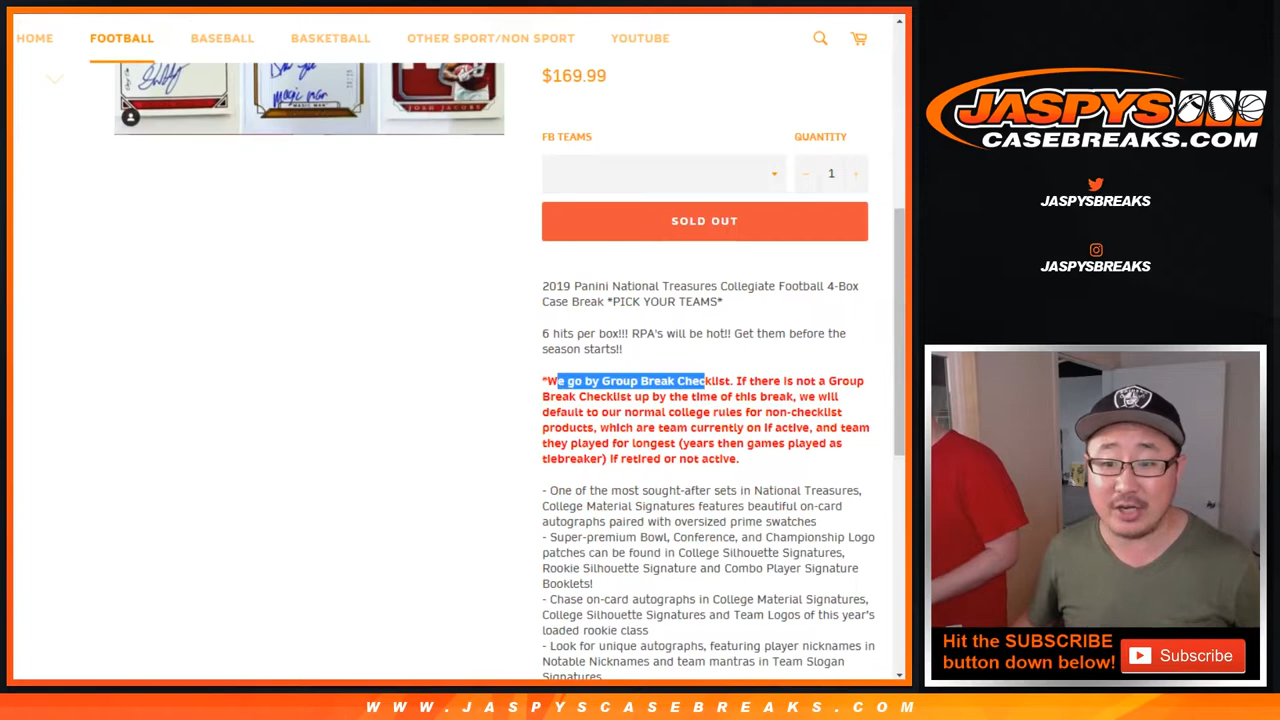 HOME FOOTBALL BASEBALL BASKETBALL OTHER SPORT/NON SPORT YOUTUBE
magic man
MAGIC MAN
JOSH JACOBS
$169.99
FB TEAMS QUANTITY
1
SOLD OUT
2019 Panini National Treasures Collegiate Football 4-Box
Case Break *PICK YOUR TEAMS*
6 hits per box!!! RPA's will be hot!! Get them before the
season starts!!
*We go by Group Break Checklist. If there is not a Group
Break Checklist up by the time of this break, we will
default to our normal college rules for non-checklist
products, which are team currently on if active, and team
they played for longest (years then games played as
tiebreaker) if retired or not active.
- One of the most sought-after sets in National Treasures,
College Material Signatures features beautiful on-card
autographs paired with oversized prime swatches
- Super-premium Bowl, Conference, and Championship Logo
patches can be found in College Silhouette Signatures,
Rookie Silhouette Signature and Combo Player Signature
Booklets!
- Chase on-card autographs in College Material Signatures,
College Silhouette Signatures and Team Logos of this year's
loaded rookie class
- Look for unique autographs, featuring player nicknames in
Notable Nicknames and team mantras in Team Slogan
Signatures
JASPYS
CASEBREAKS.COM
JASPYSBREAKS
JASPYSBREAKS
Hit the SUBSCRIBE
button down below!
Subscribe
WWW.JASPYSCASEBREAKS.COM